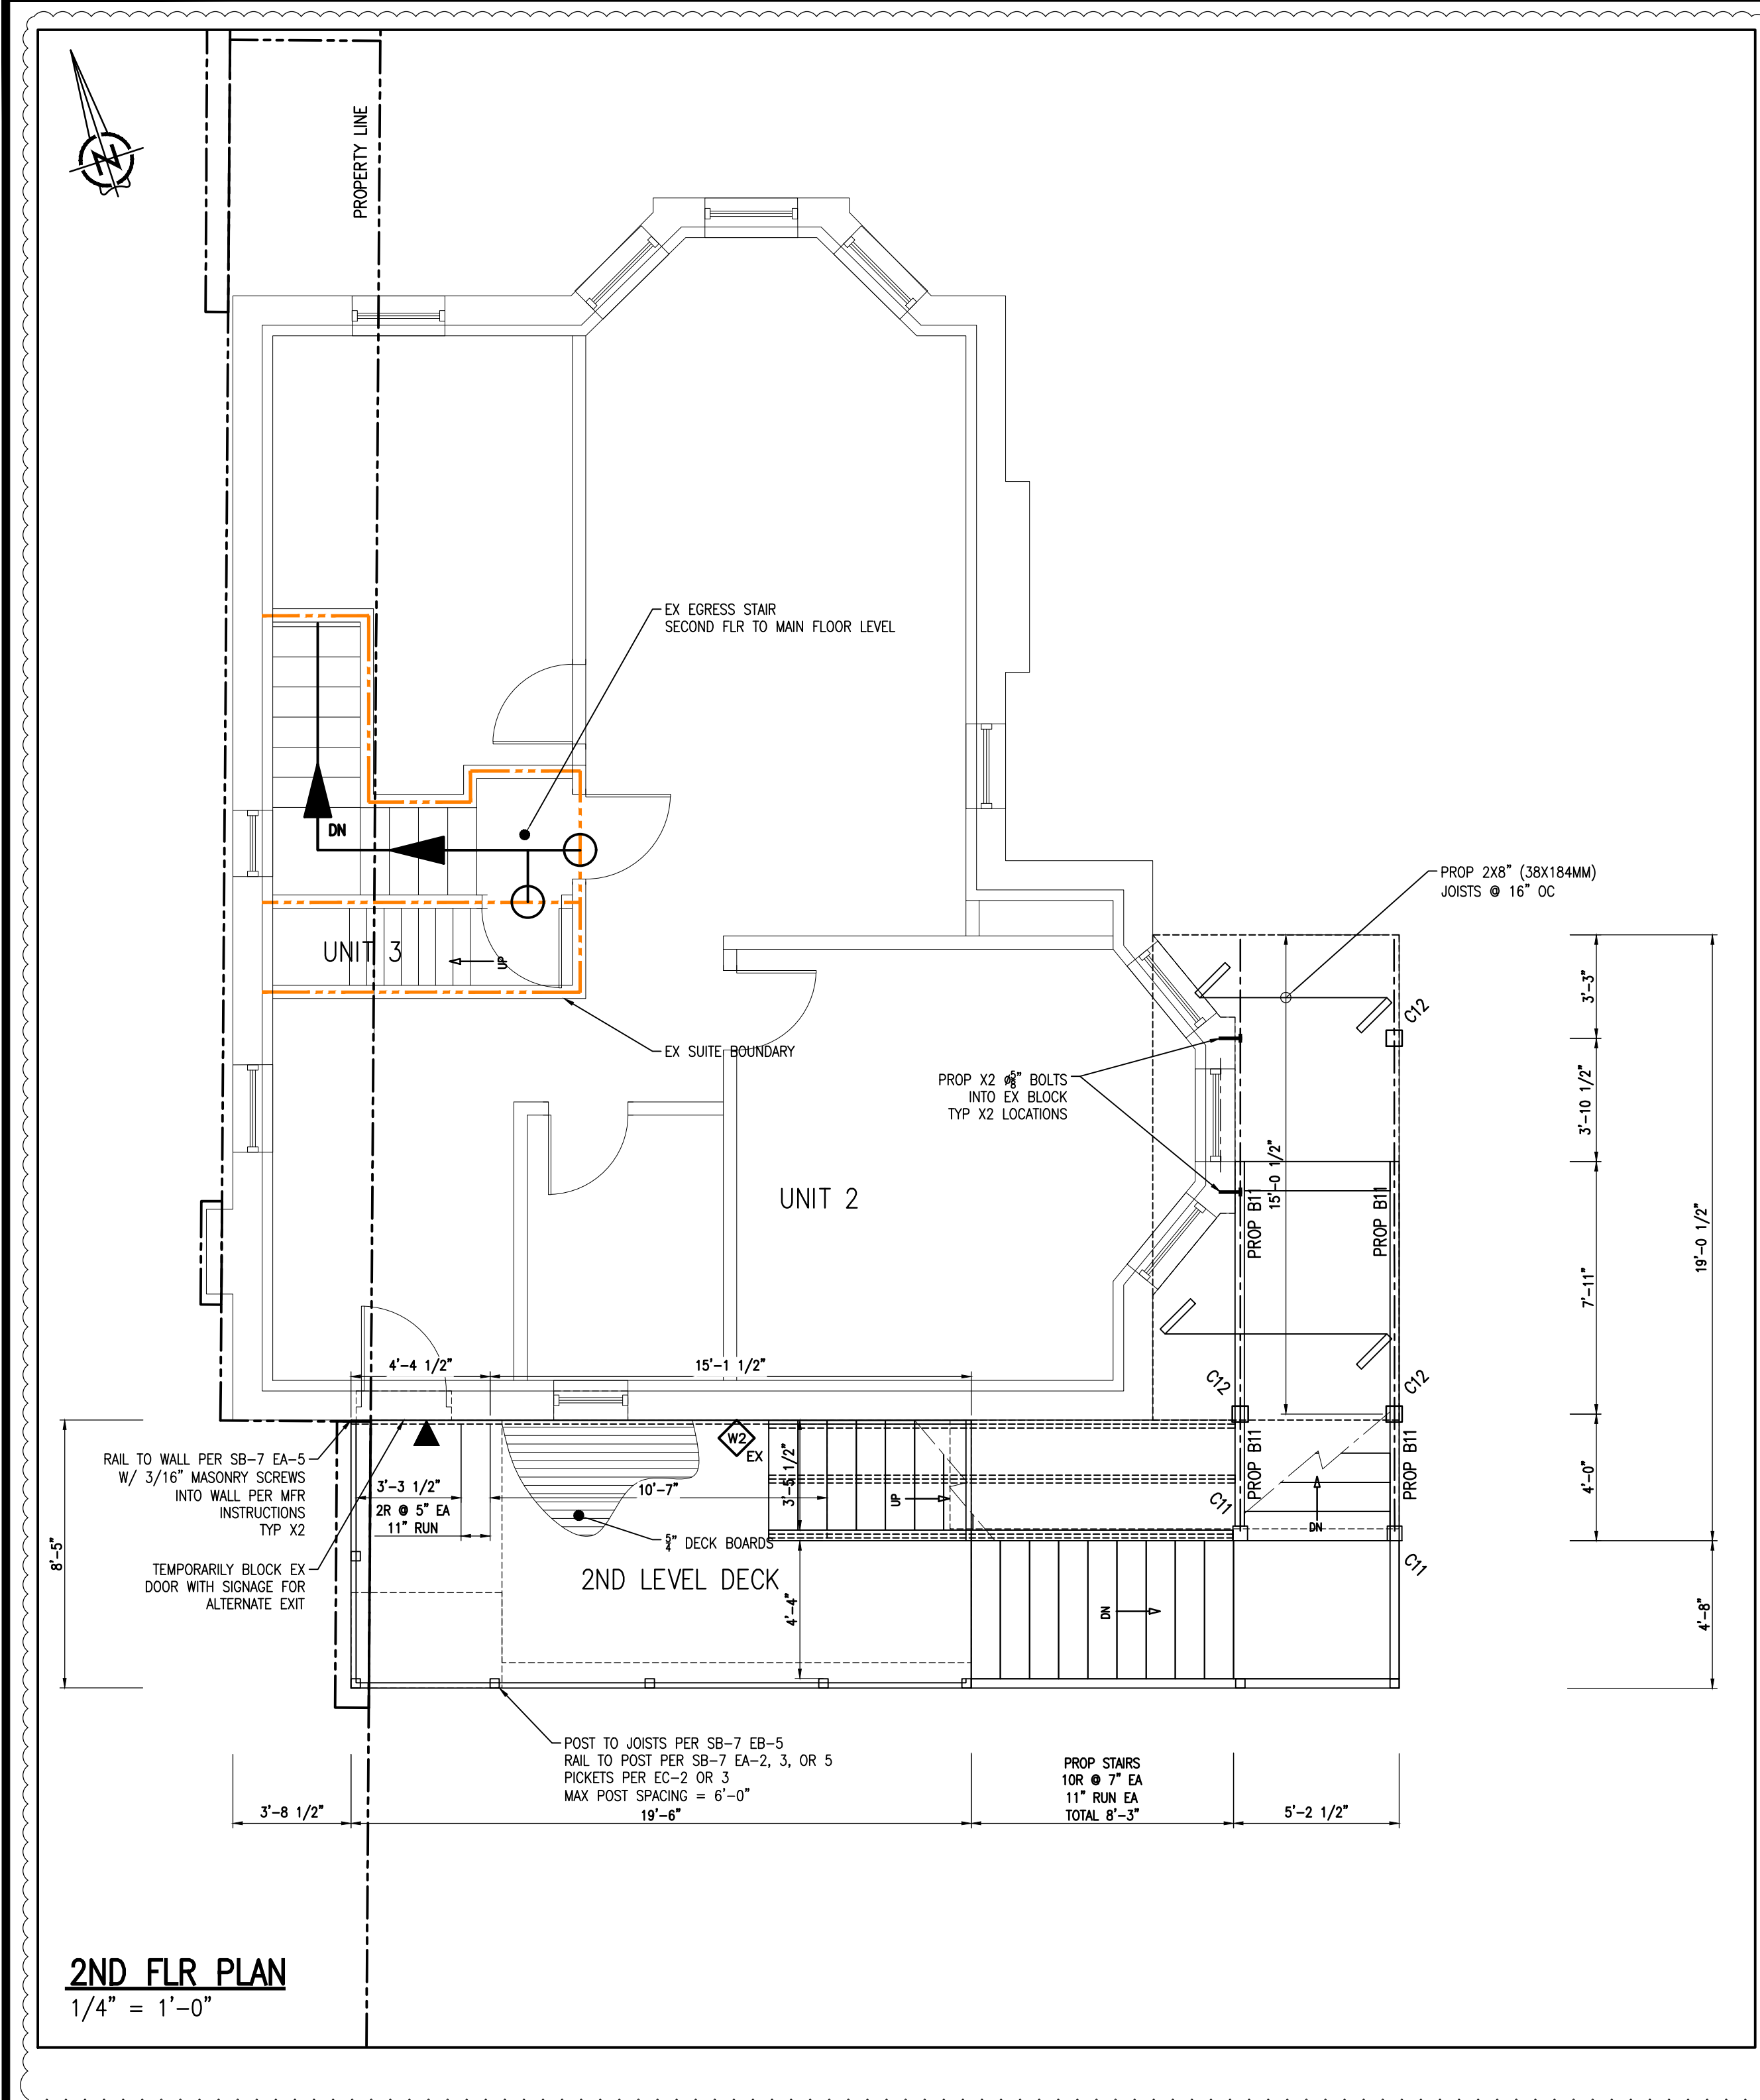 N
PROPERTY LINE
EX EGRESS STAIR
SECOND FLR TO MAIN FLOOR LEVEL
DN
UNIT 3
UP
EX SUITE BOUNDARY
PROP 2X8" (38X184MM)
JOISTS @ 16" OC
C12
3'-3"
3'-10 1/2"
PROP X2 Ø5/8" BOLTS
INTO EX BLOCK
TYP X2 LOCATIONS
15'-0 1/2"
PROP B11
PROP B11
UNIT 2
7'-11"
19'-0 1/2"
4'-4 1/2"
15'-1 1/2"
C12
C12
RAIL TO WALL PER SB-7 EA-5
W/ 3/16" MASONRY SCREWS
INTO WALL PER MFR
INSTRUCTIONS
TYP X2
W2
EX
3'-3 1/2"
2R @ 5" EA
11" RUN
10'-7"
3'-5 1/2"
UP
PROP B11
PROP B11
C11
DN
4'-0"
8'-5"
5/4" DECK BOARDS
TEMPORARILY BLOCK EX
DOOR WITH SIGNAGE FOR
ALTERNATE EXIT
2ND LEVEL DECK
4'-4"
DN
C11
4'-8"
POST TO JOISTS PER SB-7 EB-5
RAIL TO POST PER SB-7 EA-2, 3, OR 5
PICKETS PER EC-2 OR 3
MAX POST SPACING = 6'-0"
PROP STAIRS
10R @ 7" EA
11" RUN EA
TOTAL 8'-3"
3'-8 1/2"
19'-6"
5'-2 1/2"
2ND FLR PLAN
1/4" = 1'-0"